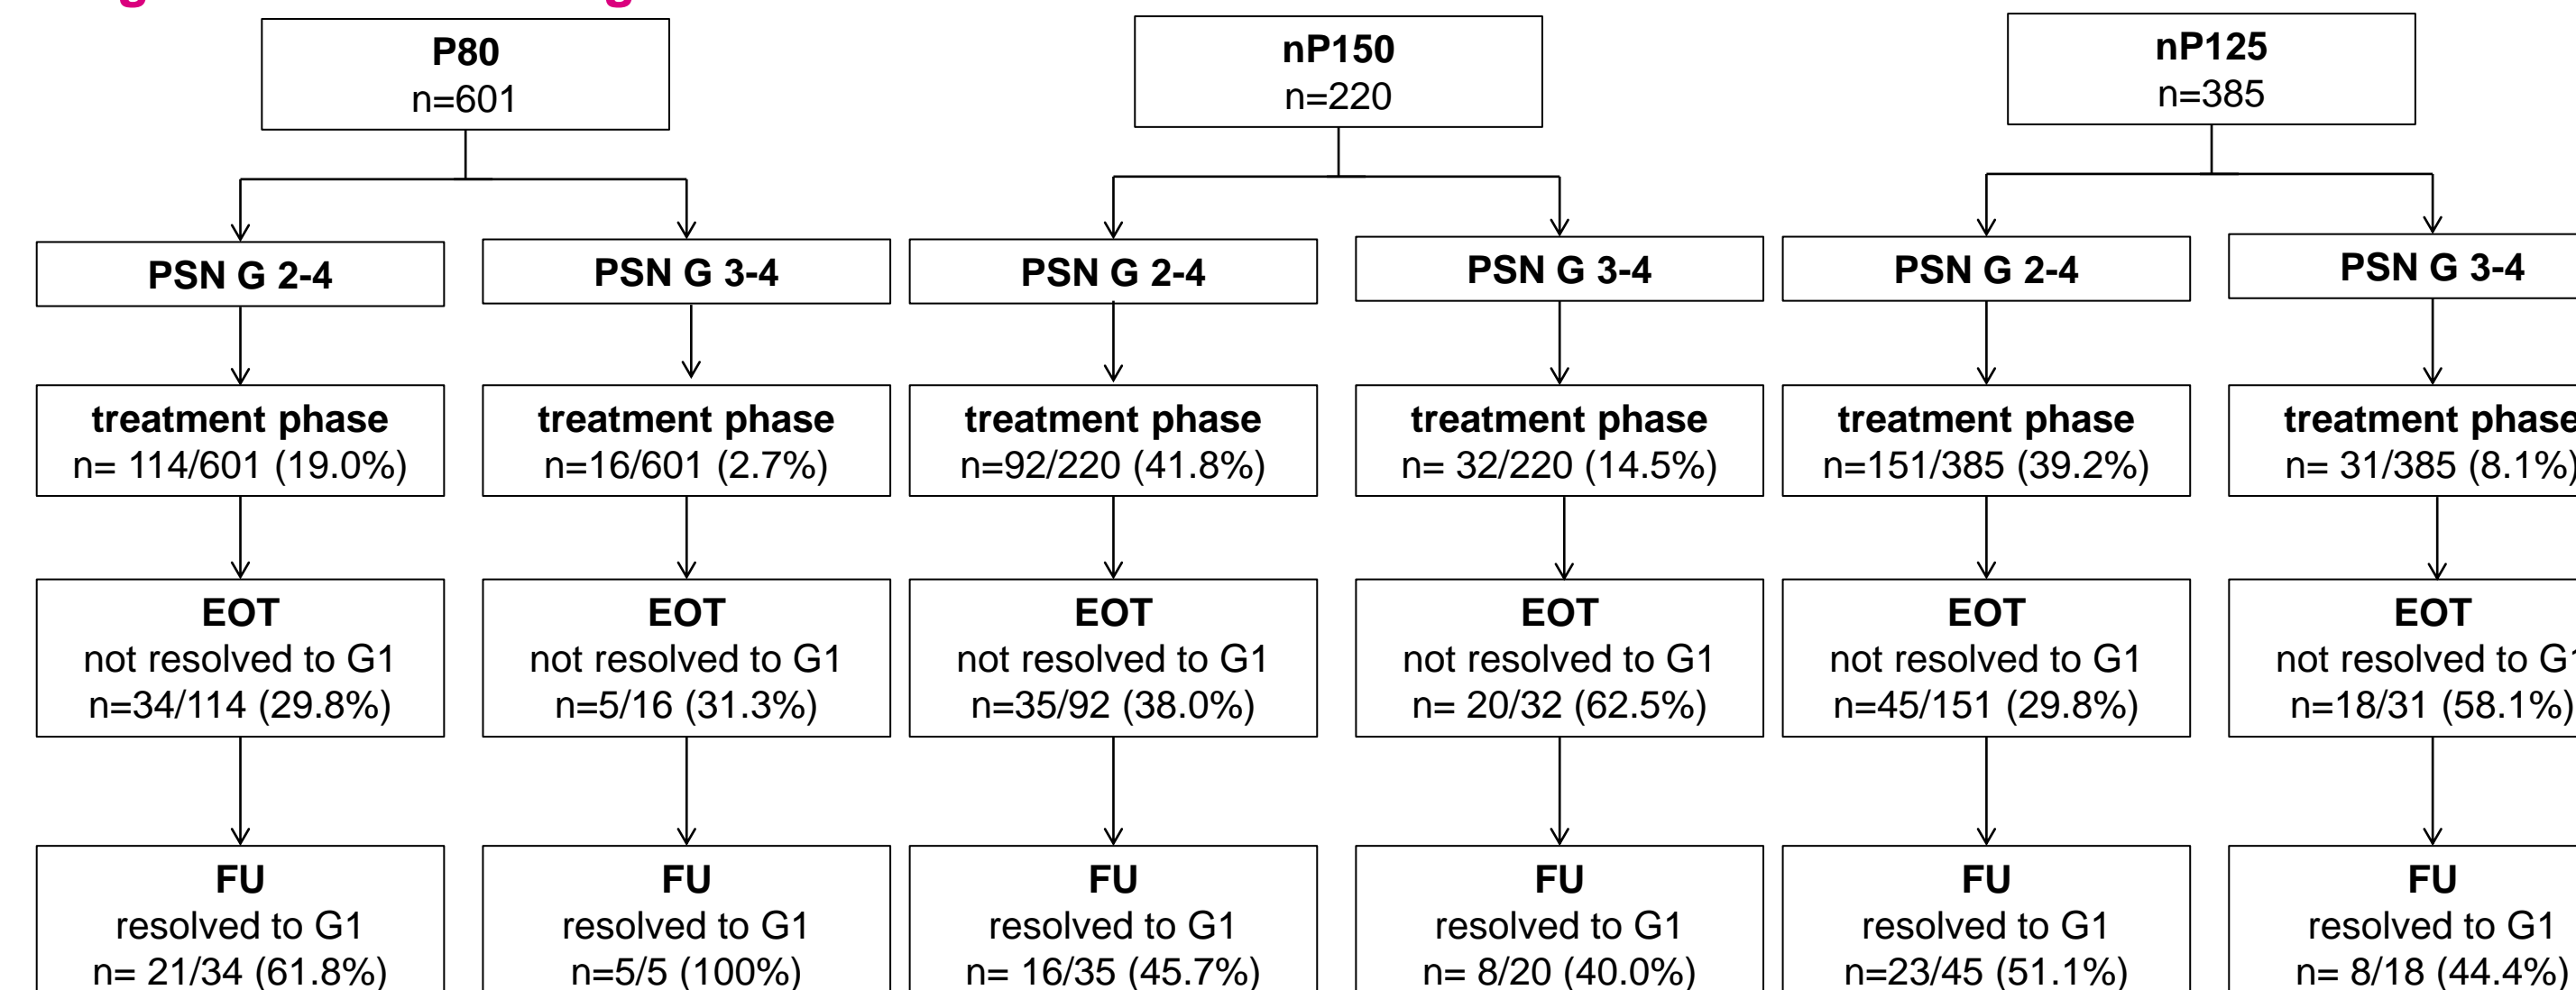 P80
n=601
nP150
n=220
nP125
n=385
PSN G 2-4
PSN G 3-4
PSN G 2-4
PSN G 3-4
PSN G 2-4
PSN G 3-4
treatment phase
n= 114/601 (19.0%)
treatment phase
n=16/601 (2.7%)
treatment phase
n=92/220 (41.8%)
treatment phase
n= 32/220 (14.5%)
treatment phase
n=151/385 (39.2%)
treatment phase
n= 31/385 (8.1%)
EOT
not resolved to G1
n=34/114 (29.8%)
EOT
not resolved to G1
n=5/16 (31.3%)
EOT
not resolved to G1
n=35/92 (38.0%)
EOT
not resolved to G1
n= 20/32 (62.5%)
EOT
not resolved to G1
n=45/151 (29.8%)
EOT
not resolved to G1
n=18/31 (58.1%)
FU
resolved to G1
n= 21/34 (61.8%)
FU
resolved to G1
n=5/5 (100%)
FU
resolved to G1
n= 16/35 (45.7%)
FU
resolved to G1
n= 8/20 (40.0%)
FU
resolved to G1
n=23/45 (51.1%)
FU
resolved to G1
n= 8/18 (44.4%)